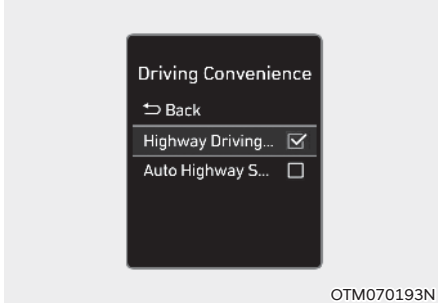 Driving Convenience
⮌ Back
Highway Driving...
Auto Highway S...
OTM070193N